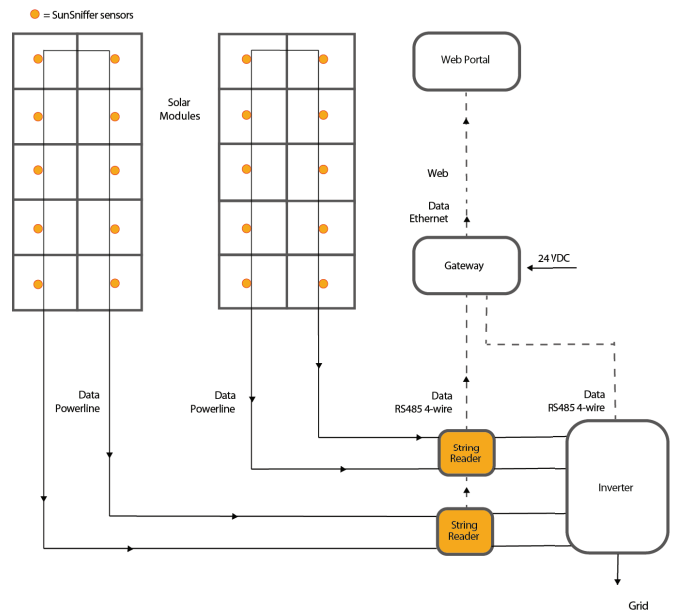 = SunSniffer sensors
Solar
Modules
Web Portal
Web
Data
Ethernet
Gateway
24 VDC
Data
Powerline
Data
Powerline
Data
RS485 4-wire
Data
RS485 4-wire
String
Reader
Inverter
String
Reader
Grid